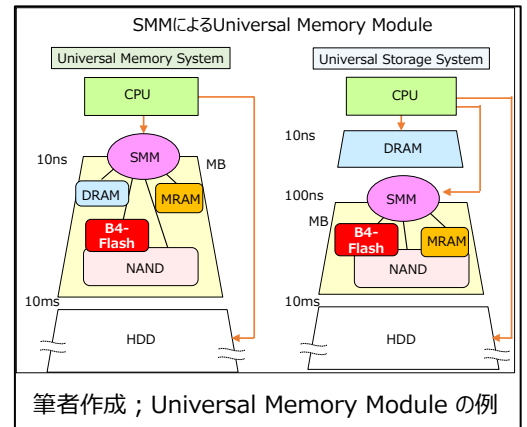 SMMによるUniversal Memory Module
Universal Memory System
CPU
10ns
SMM
MB
DRAM
MRAM
B4-
Flash
NAND
10ms
HDD
Universal Storage System
CPU
10ns
DRAM
100ns
SMM
MB
B4-
Flash
MRAM
NAND
10ms
HDD
筆者作成 ; Universal Memory Module の例